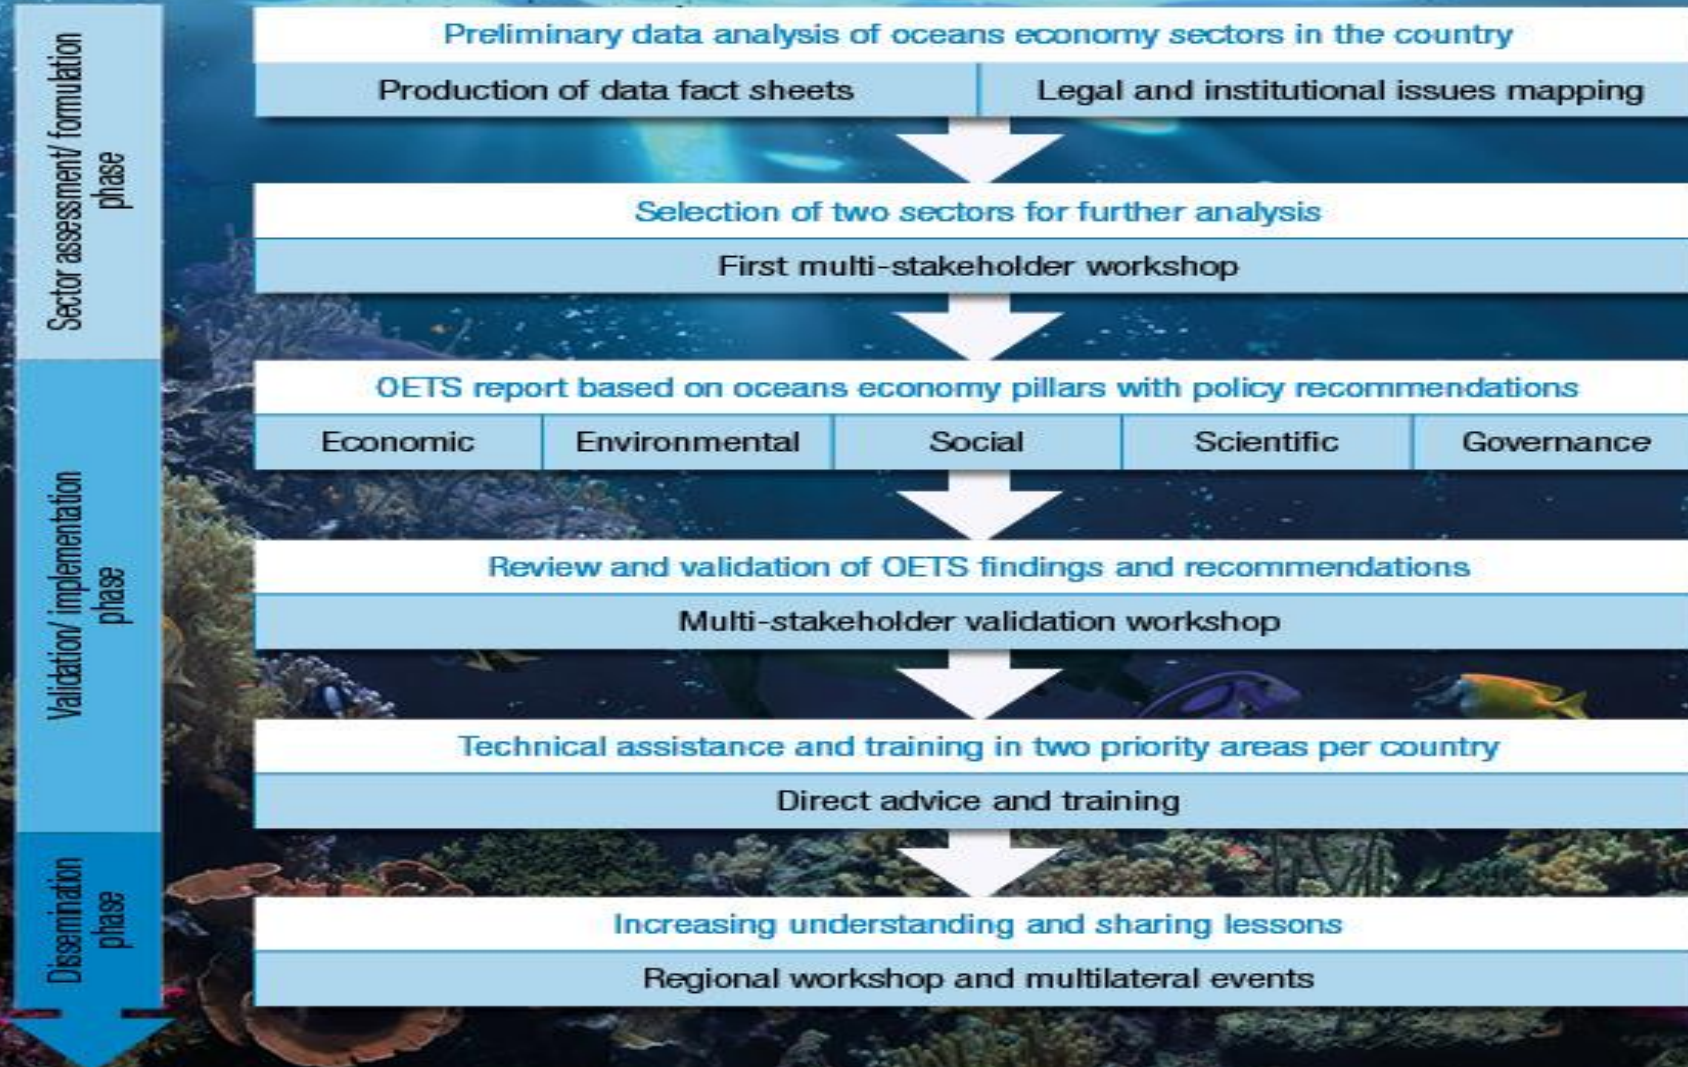 Sector assessment/ formulation
phase
Preliminary data analysis of oceans economy sectors in the country
Production of data fact sheets
Legal and institutional issues mapping
Selection of two sectors for further analysis
First multi-stakeholder workshop
Validation/ implementation
phase
OETS report based on oceans economy pillars with policy recommendations
Economic
Environmental
Social
Scientific
Governance
Review and validation of OETS findings and recommendations
Multi-stakeholder validation workshop
Technical assistance and training in two priority areas per country
Direct advice and training
Dissemination
phase
Increasing understanding and sharing lessons
Regional workshop and multilateral events